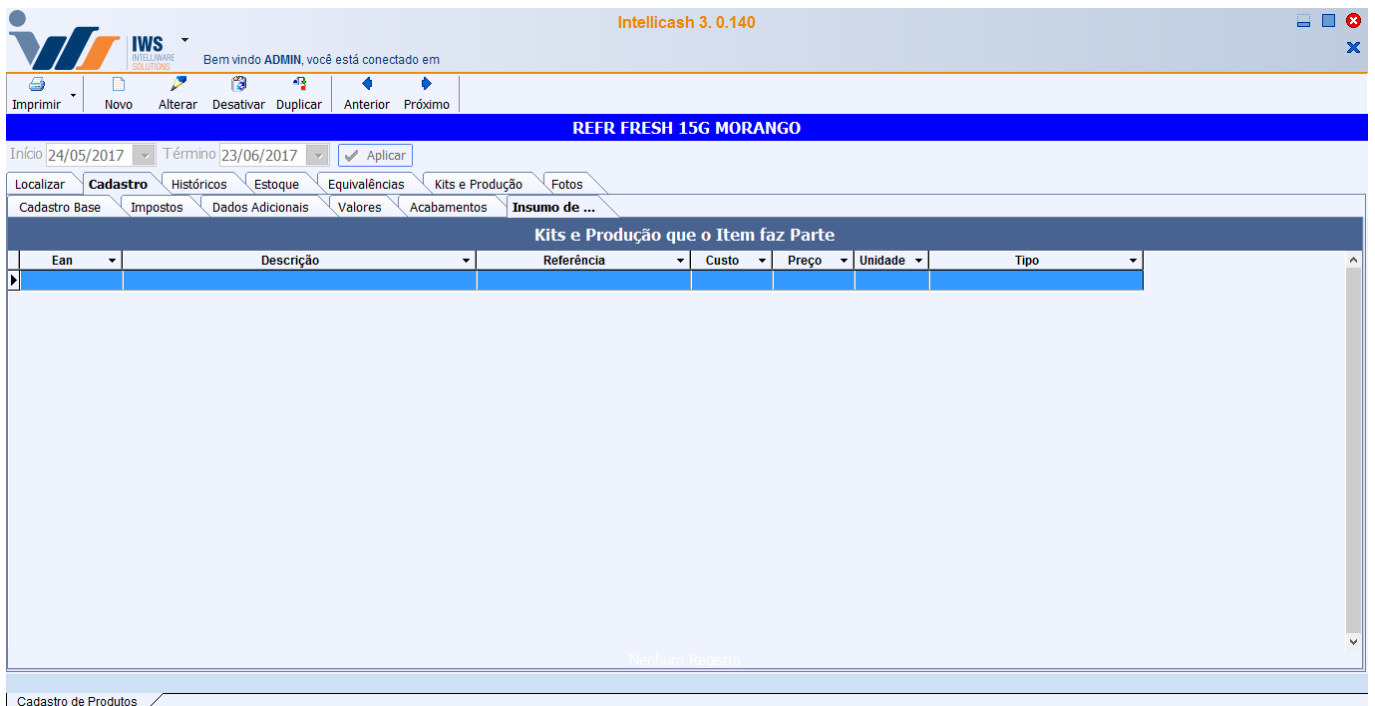 Intellicash 3. 0.140
IWS
INTELLIWARE
SOLUTIONS
Bem vindo ADMIN, você está conectado em
Imprimir Novo Alterar Desativar Duplicar Anterior Próximo
REFR FRESH 15G MORANGO
Início 24/05/2017 Término 23/06/2017 Aplicar
Localizar Cadastro Históricos Estoque Equivalências Kits e Produção Fotos
Cadastro Base Impostos Dados Adicionais Valores Acabamentos Insumo de ...
Kits e Produção que o Item faz Parte
Ean Descrição Referência Custo Preço Unidade Tipo
Nenhum Registro
Cadastro de Produtos